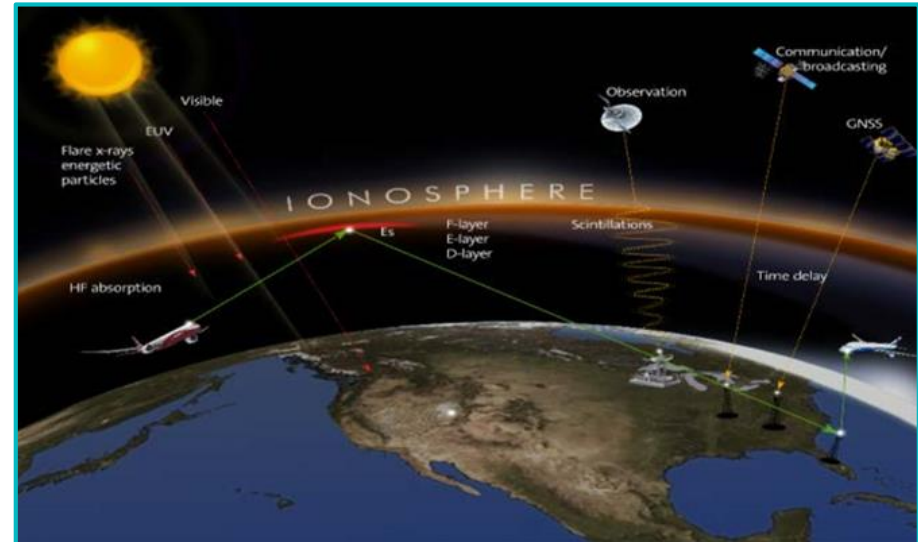 Visible
EUV
Flare x-rays
energetic
particles
Communication/
broadcasting
Observation
GNSS
IONOSPHERE
Es
F-layer
E-layer
D-layer
Scintillations
Time delay
HF absorption